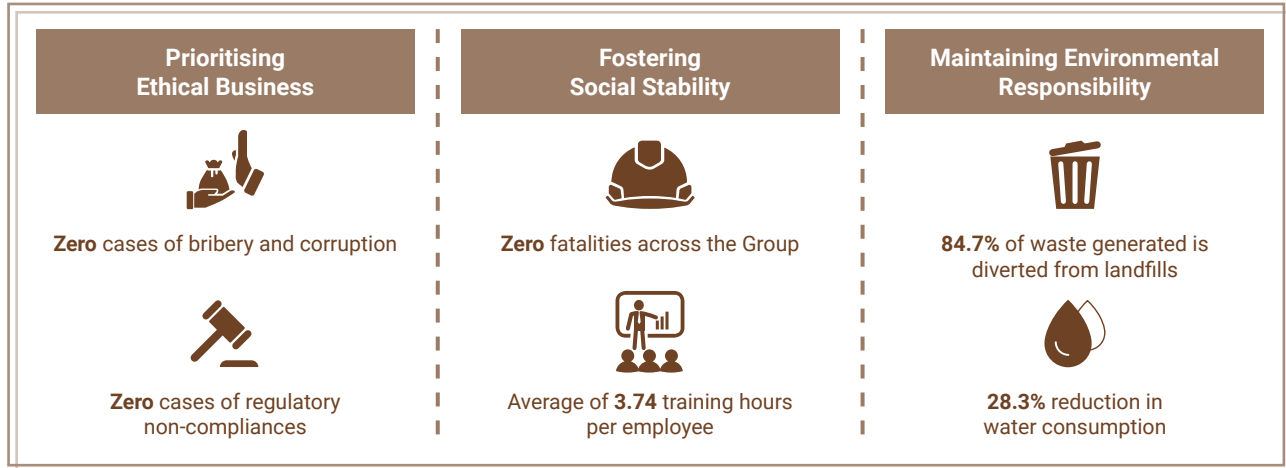 Prioritising
Ethical Business
Zero cases of bribery and corruption
Zero cases of regulatory
non-compliances
Fostering
Social Stability
Zero fatalities across the Group
Average of 3.74 training hours
per employee
Maintaining Environmental
Responsibility
84.7% of waste generated is
diverted from landfills
28.3% reduction in
water consumption